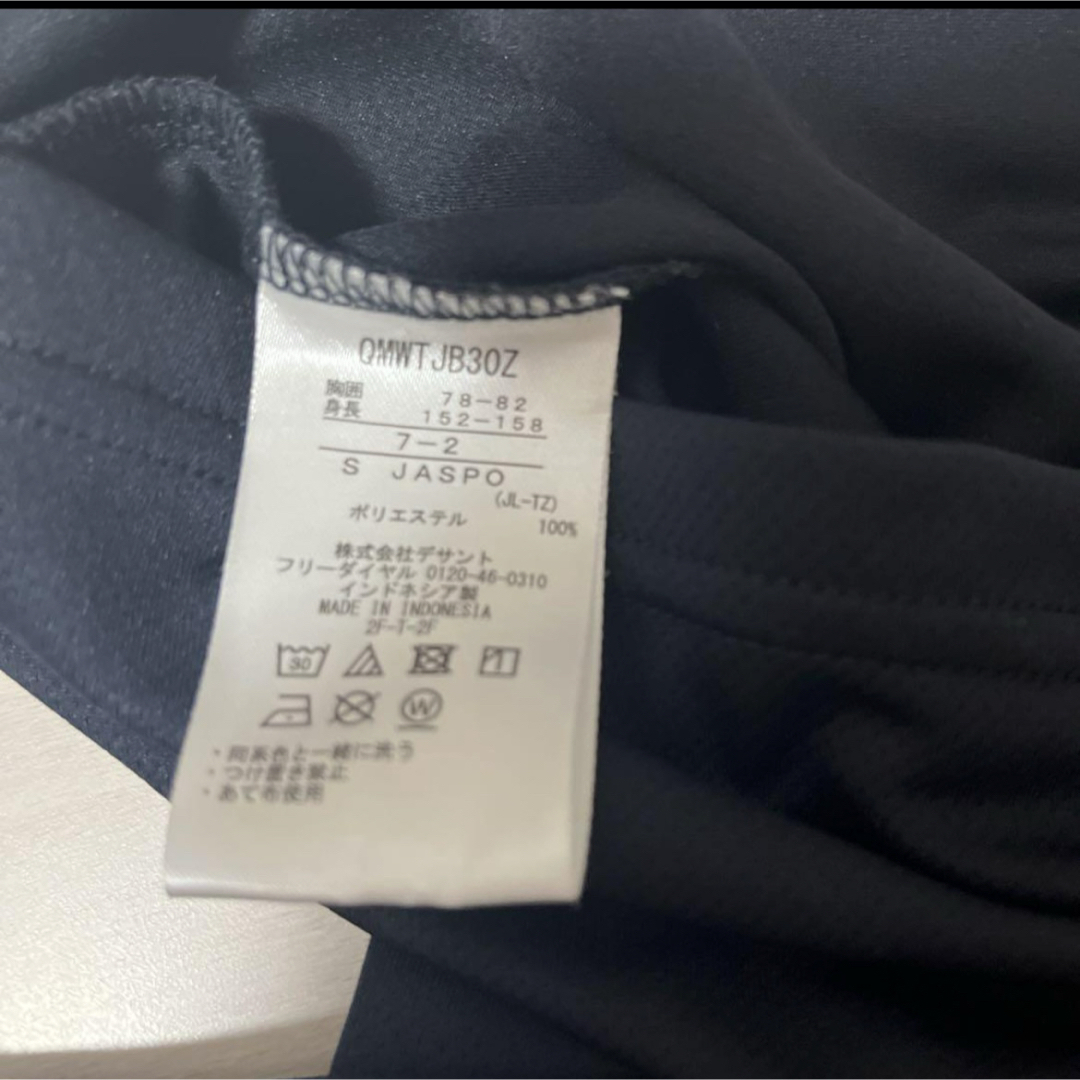 QMWTJB30Z
胸囲 78-82
身長 152-158
7-2
S JASPO
(JL-TZ)
ポリエステル 100%
株式会社デサント
フリーダイヤル 0120-46-0310
インドネシア製
MADE IN INDONESIA
2F-T-2F
30
W
・同系色と一緒に洗う
・つけ置き禁止
・あて布使用